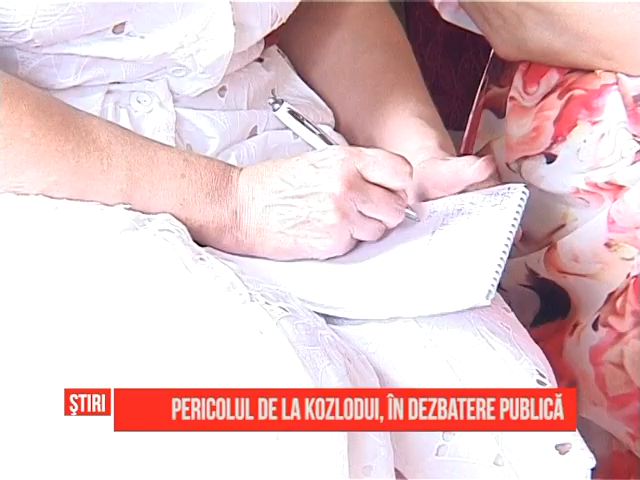 ŞTIRI
PERICOLUL DE LA KOZLODUI, ÎN DEZBATERE PUBLICĂ